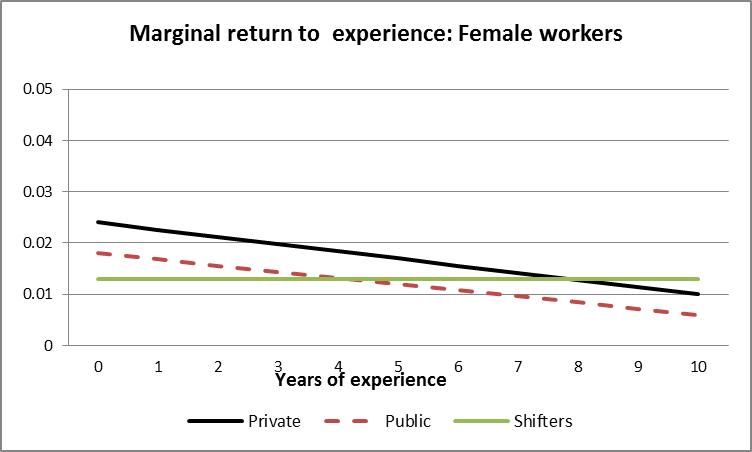 Marginal return to  experience: Female workers
0.05
0.04
0.03
0.02
0.01
0
0 1 2 3 4 5 6 7 8 9 10
Years of experience
Private Public Shifters